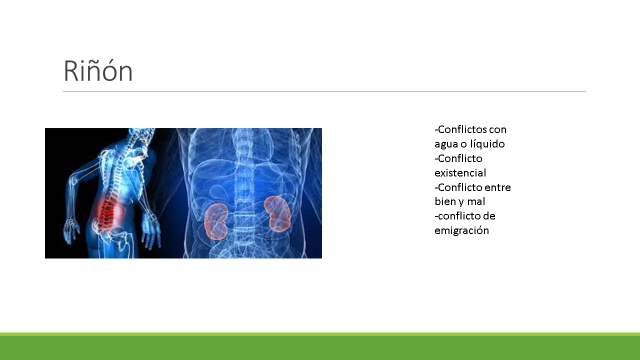 Riñón
-Conflictos con
agua o líquido
-Conflicto
existencial
-Conflicto entre
bien y mal
-conflicto de
emigración